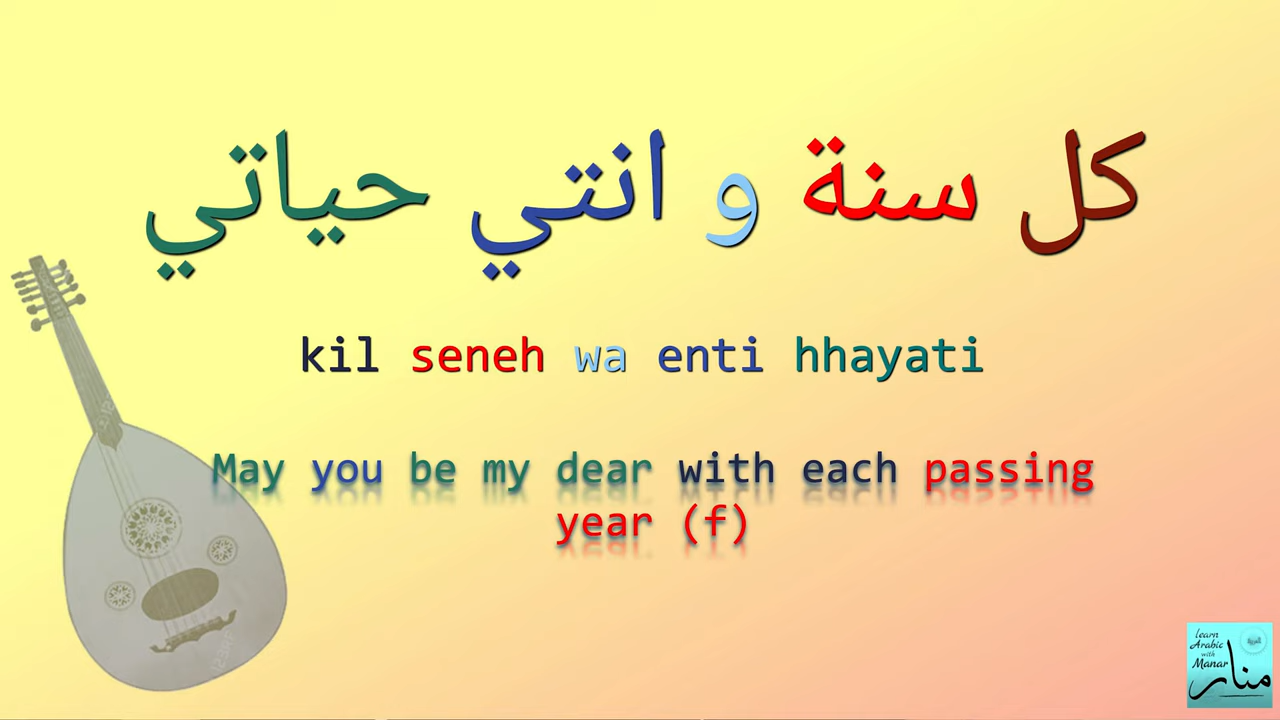 كل سنة و انتي حياتي
kil seneh wa enti hhayati
May you be my dear with each passing
year (f)
learn
Arabic
with
Manar
منار